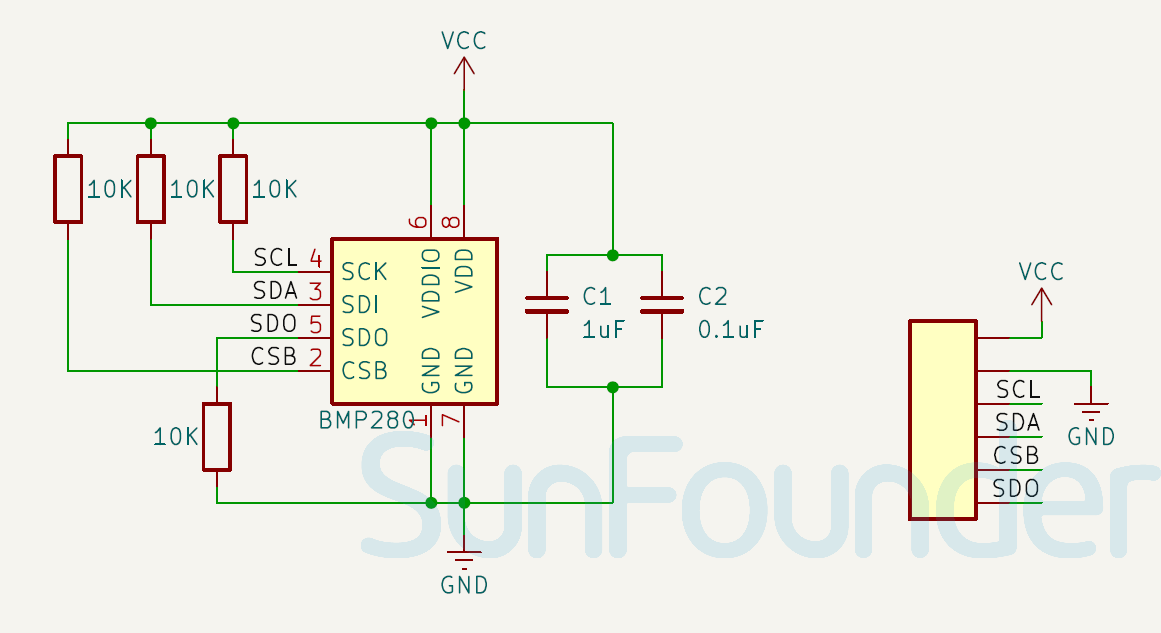 VCC
10K
10K
10K
6
8
SCL 4
SDA 3
SDO 5
CSB 2
SCK
SDI
SDO
CSB
VDDIO
VDD
GND
GND
BMP280
1
7
10K
GND
C1
1uF
C2
0.1uF
VCC
SCL
SDA
CSB
SDO
GND
SunFounder